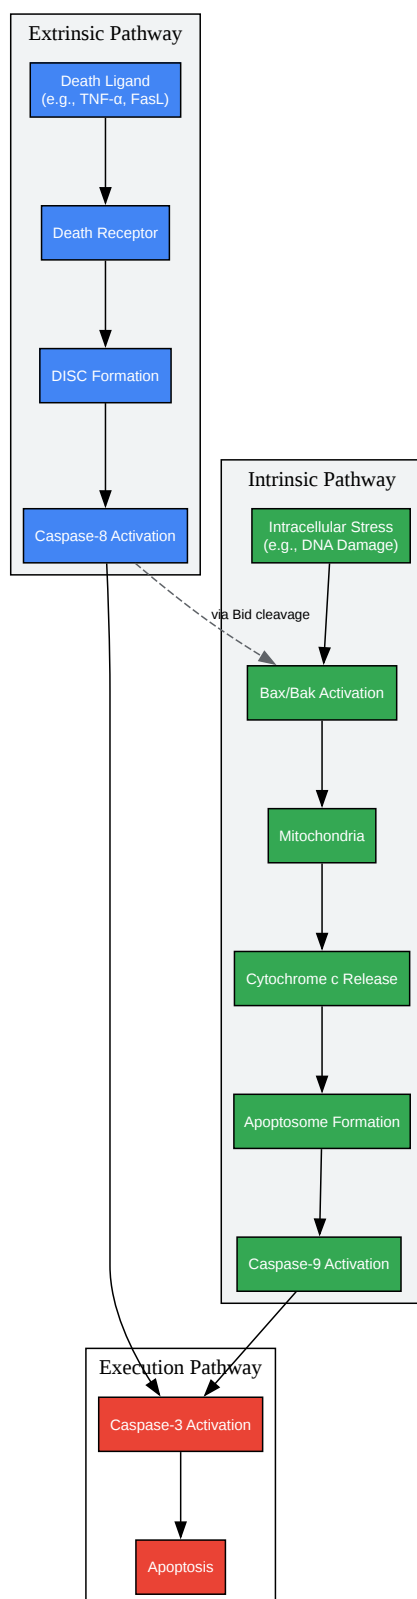 Extrinsic Pathway
Death Ligand
(e.g., TNF-α, FasL)
Death Receptor
DISC Formation
Caspase-8 Activation
via Bid cleavage
Intrinsic Pathway
Intracellular Stress
(e.g., DNA Damage)
Bax/Bak Activation
Mitochondria
Cytochrome c Release
Apoptosome Formation
Caspase-9 Activation
Execution Pathway
Caspase-3 Activation
Apoptosis